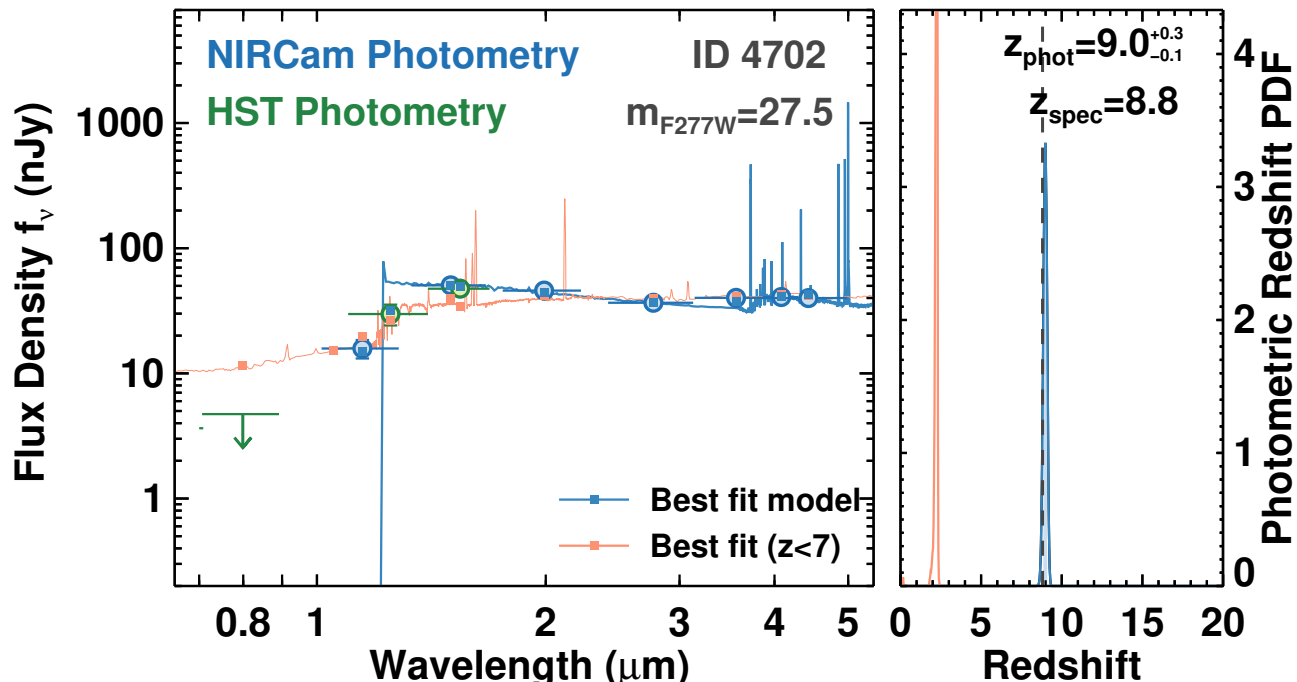 NIRCam Photometry
ID 4702
HST Photometry
m_F277W=27.5
Flux Density f_ν (nJy)
1000
100
10
1
Best fit model
Best fit (z<7)
0.8 1 2 3 4 5
Wavelength (μm)
z_phot=9.0 +0.3 −0.1
z_spec=8.8
4
3
2
1
0
Photometric Redshift PDF
0 5 10 15 20
Redshift